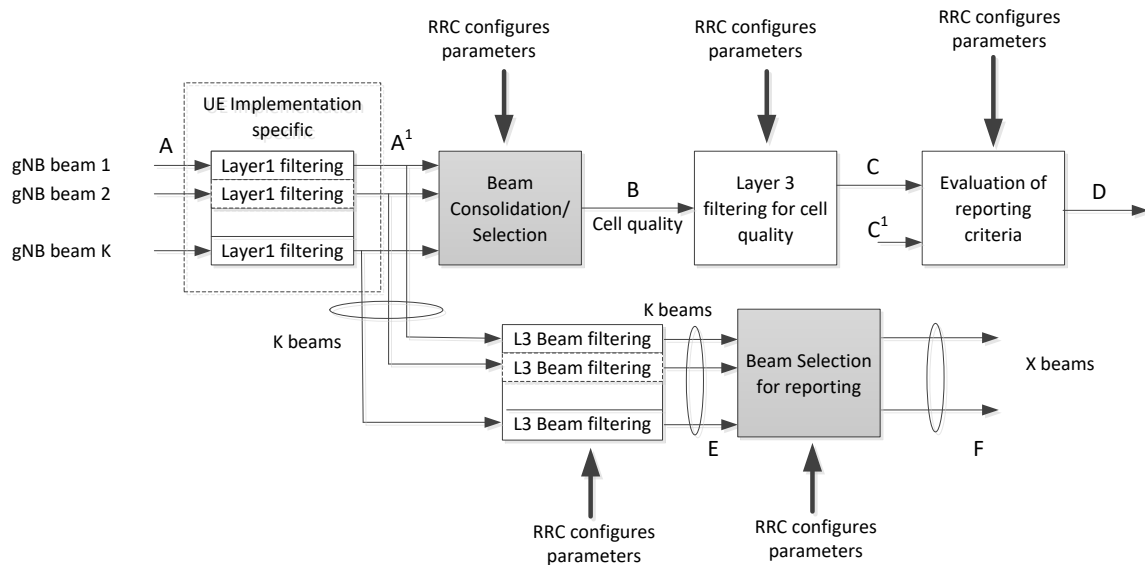 RRC configures
parameters
RRC configures
parameters
RRC configures
parameters
UE Implementation
specific
A
A¹
gNB beam 1
Layer1 filtering
gNB beam 2
Layer1 filtering
gNB beam K
Layer1 filtering
Beam
Consolidation/
Selection
B
Cell quality
Layer 3
filtering for cell
quality
C
C¹
Evaluation of
reporting
criteria
D
K beams
L3 Beam filtering
L3 Beam filtering
L3 Beam filtering
K beams
E
Beam Selection
for reporting
X beams
F
RRC configures
parameters
RRC configures
parameters